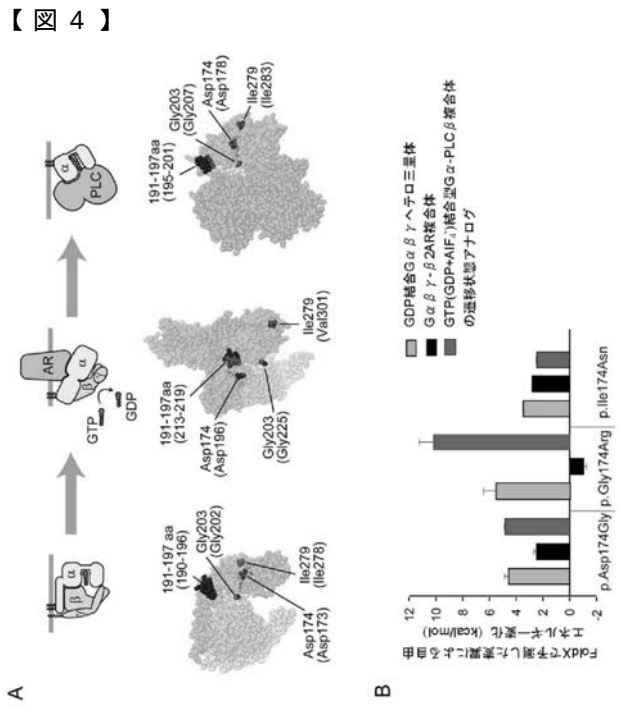 【図4】
A
α
β
AR
α
β
γ
GTP
GDP
α
PLC
191-197 aa
(190-196)
Gly203
(Gly202)
Asp174
(Asp173)
Ile279
(Ile278)
191-197aa
(213-219)
Asp174
(Asp196)
Gly203
(Gly225)
Ile279
(Val301)
191-197aa
(195-201)
Gly203
(Gly207)
Asp174
(Asp178)
Ile279
(Ile283)
B
FoldXで予測した変異による自由
エネルギー変化 (kcal/mol)
12
10
8
6
4
2
0
-2
p.Asp174Gly
p.Gly174Arg
p.Ile174Asn
GDP結合Gαβγヘテロ三量体
Gαβγ-β2AR複合体
GTP(GDP+AlF₄⁻)結合型Gα-PLCβ複合体
の遷移状態アナログ